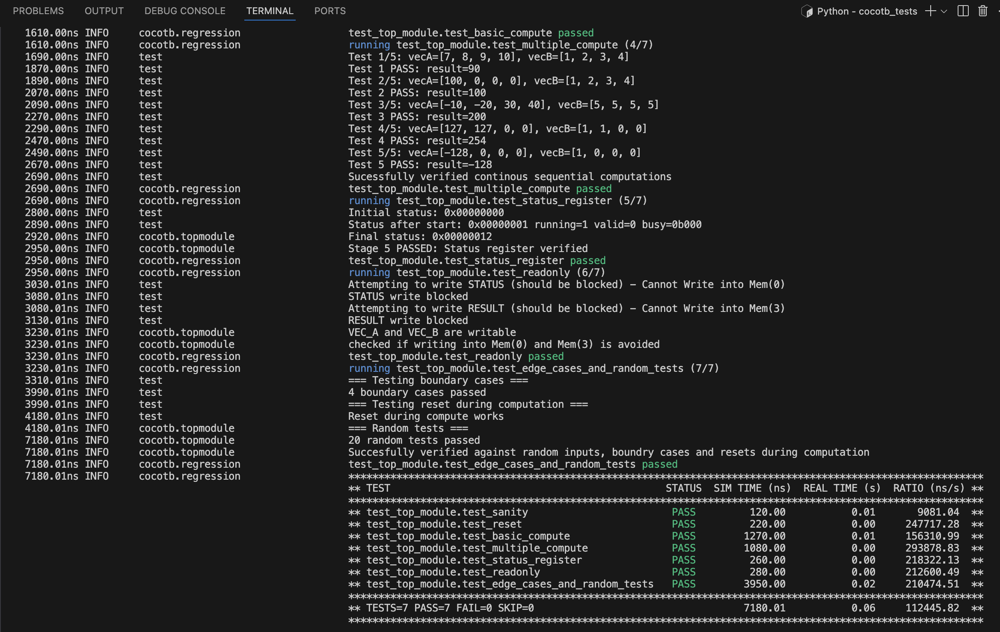 PROBLEMS OUTPUT DEBUG CONSOLE TERMINAL PORTS Python - cocotb_tests
1610.00ns INFO cocotb.regression test_top_module.test_basic_compute passed
1610.00ns INFO cocotb.regression running test_top_module.test_multiple_compute (4/7)
1690.00ns INFO test Test 1/5: vecA=[7, 8, 9, 10], vecB=[1, 2, 3, 4]
1870.00ns INFO test Test 1 PASS: result=90
1890.00ns INFO test Test 2/5: vecA=[100, 0, 0, 0], vecB=[1, 2, 3, 4]
2070.00ns INFO test Test 2 PASS: result=100
2090.00ns INFO test Test 3/5: vecA=[-10, -20, 30, 40], vecB=[5, 5, 5, 5]
2270.00ns INFO test Test 3 PASS: result=200
2290.00ns INFO test Test 4/5: vecA=[127, 127, 0, 0], vecB=[1, 1, 0, 0]
2470.00ns INFO test Test 4 PASS: result=254
2490.00ns INFO test Test 5/5: vecA=[-128, 0, 0, 0], vecB=[1, 0, 0, 0]
2670.00ns INFO test Test 5 PASS: result=-128
2690.00ns INFO test Sucessfully verified continous sequential computations
2690.00ns INFO cocotb.regression test_top_module.test_multiple_compute passed
2690.00ns INFO cocotb.regression running test_top_module.test_status_register (5/7)
2800.00ns INFO test Initial status: 0x00000000
2890.00ns INFO test Status after start: 0x00000001 running=1 valid=0 busy=0b000
2920.00ns INFO cocotb.topmodule Final status: 0x00000012
2950.00ns INFO cocotb.topmodule Stage 5 PASSED: Status register verified
2950.00ns INFO cocotb.regression test_top_module.test_status_register passed
2950.00ns INFO cocotb.regression running test_top_module.test_readonly (6/7)
3030.01ns INFO test Attempting to write STATUS (should be blocked) - Cannot Write into Mem(0)
3080.01ns INFO test STATUS write blocked
3080.01ns INFO test Attempting to write RESULT (should be blocked) - Cannot Write into Mem(3)
3130.01ns INFO test RESULT write blocked
3230.01ns INFO cocotb.topmodule VEC_A and VEC_B are writable
3230.01ns INFO cocotb.topmodule checked if writing into Mem(0) and Mem(3) is avoided
3230.01ns INFO cocotb.regression test_top_module.test_readonly passed
3230.01ns INFO cocotb.regression running test_top_module.test_edge_cases_and_random_tests (7/7)
3310.01ns INFO test === Testing boundary cases ===
3990.01ns INFO test 4 boundary cases passed
3990.01ns INFO test === Testing reset during computation ===
4180.01ns INFO test Reset during compute works
4180.01ns INFO cocotb.topmodule === Random tests ===
7180.01ns INFO cocotb.topmodule 20 random tests passed
7180.01ns INFO cocotb.topmodule Succesfully verified against random inputs, boundry cases and resets during computation
7180.01ns INFO cocotb.regression test_top_module.test_edge_cases_and_random_tests passed
7180.01ns INFO cocotb.regression **********************************************************************************************************
** TEST STATUS SIM TIME (ns) REAL TIME (s) RATIO (ns/s) **
**********************************************************************************************************
** test_top_module.test_sanity PASS 120.00 0.01 9081.04 **
** test_top_module.test_reset PASS 220.00 0.00 247717.28 **
** test_top_module.test_basic_compute PASS 1270.00 0.01 156310.99 **
** test_top_module.test_multiple_compute PASS 1080.00 0.00 293878.83 **
** test_top_module.test_status_register PASS 260.00 0.00 218322.13 **
** test_top_module.test_readonly PASS 280.00 0.00 212600.49 **
** test_top_module.test_edge_cases_and_random_tests PASS 3950.00 0.02 210474.51 **
**********************************************************************************************************
** TESTS=7 PASS=7 FAIL=0 SKIP=0 7180.01 0.06 112445.82 **
**********************************************************************************************************